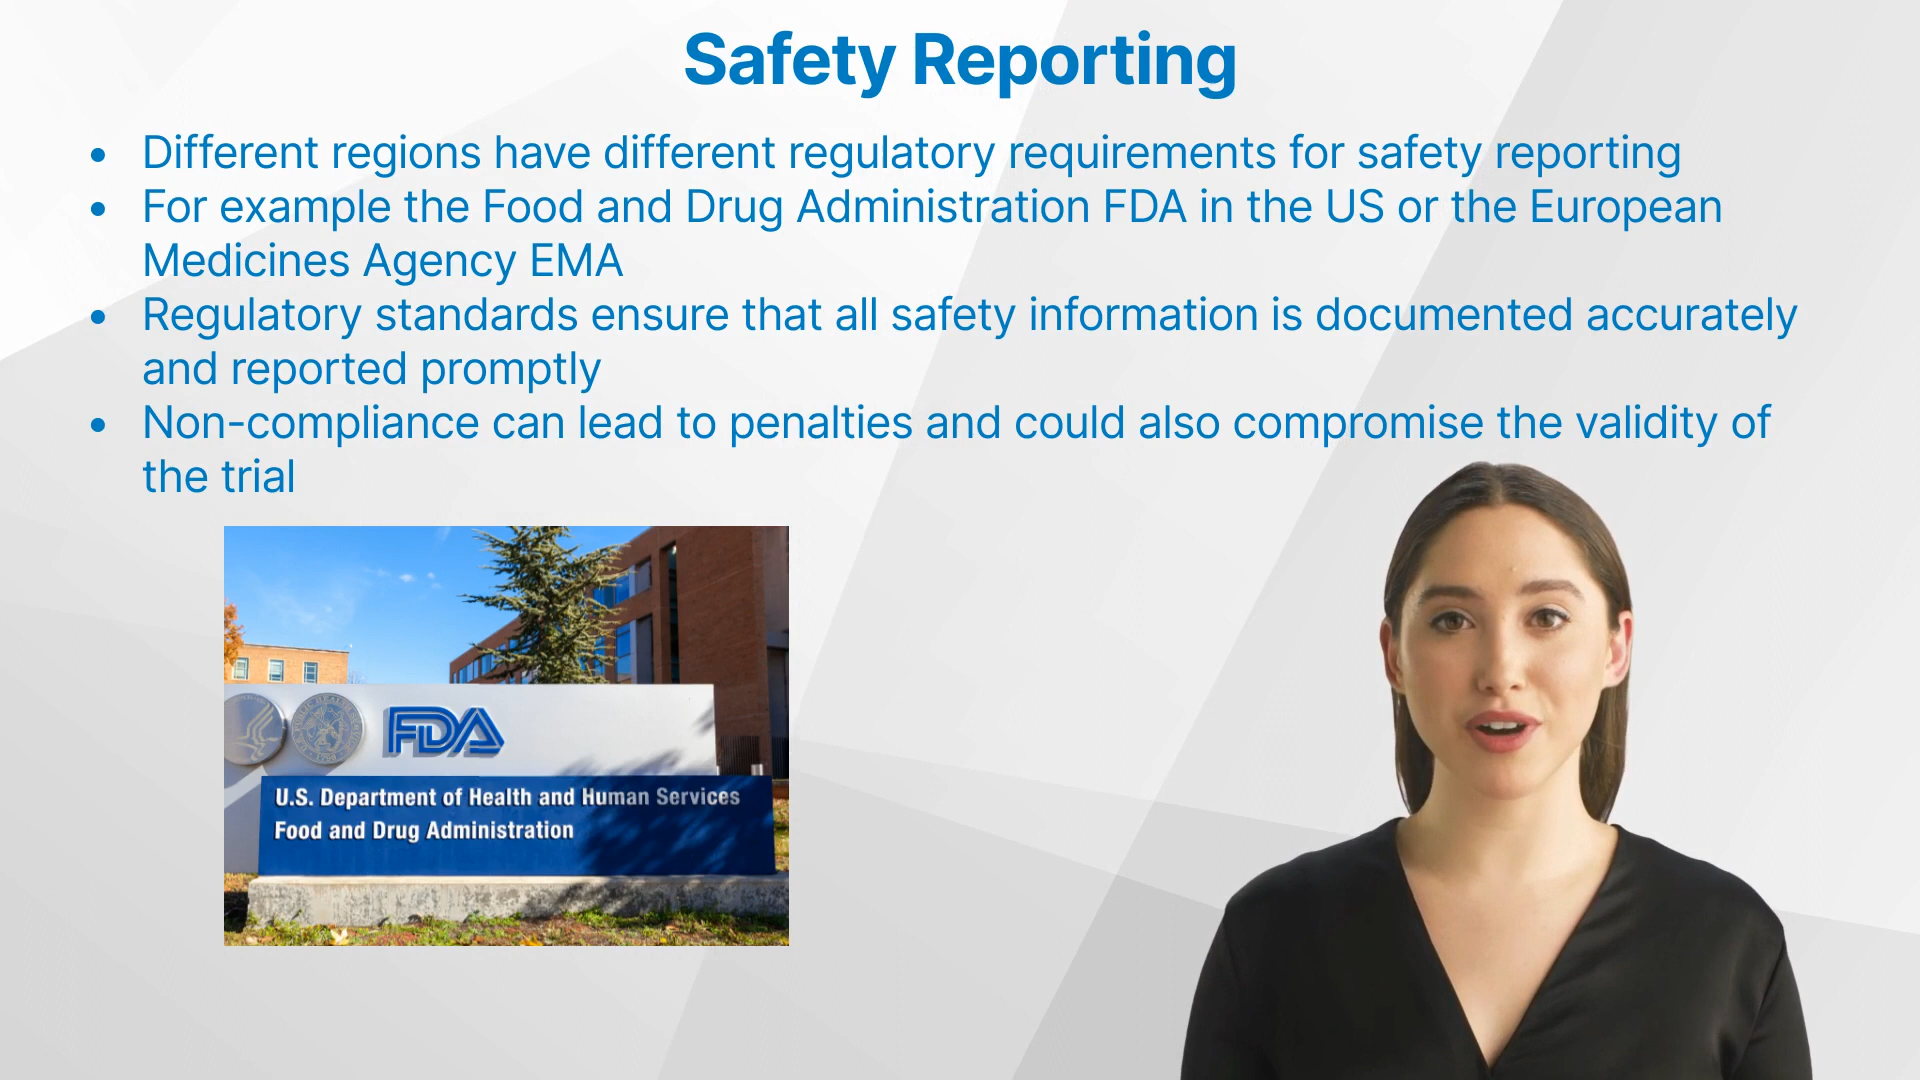 Safety Reporting
• Different regions have different regulatory requirements for safety reporting
• For example the Food and Drug Administration FDA in the US or the European
Medicines Agency EMA
• Regulatory standards ensure that all safety information is documented accurately
and reported promptly
• Non-compliance can lead to penalties and could also compromise the validity of
the trial
FDA
U.S. Department of Health and Human Services
Food and Drug Administration